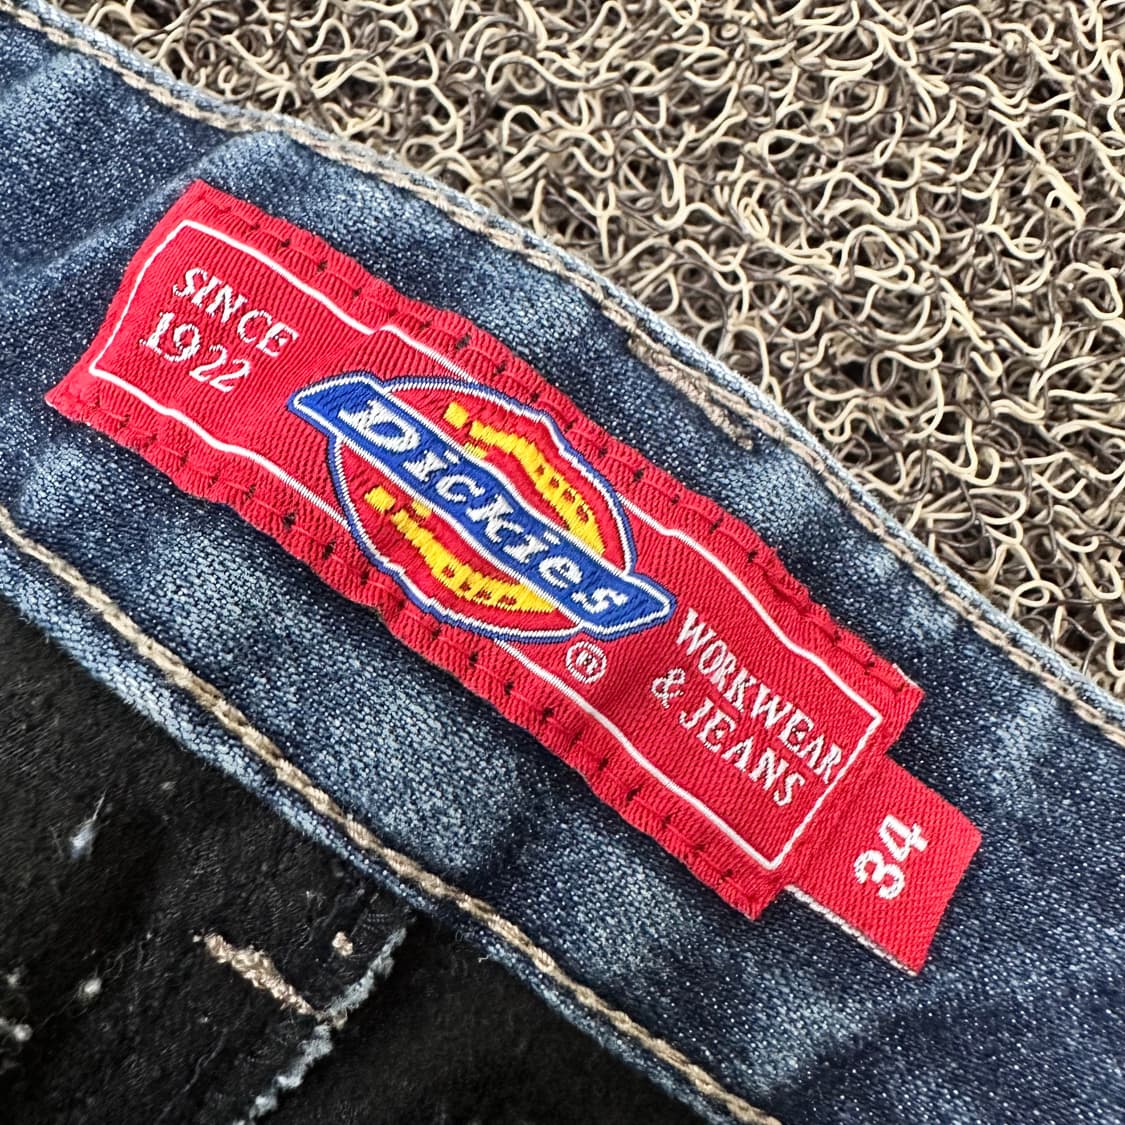 SINCE
1922
Dickies
®
WORKWEAR
& JEANS
34